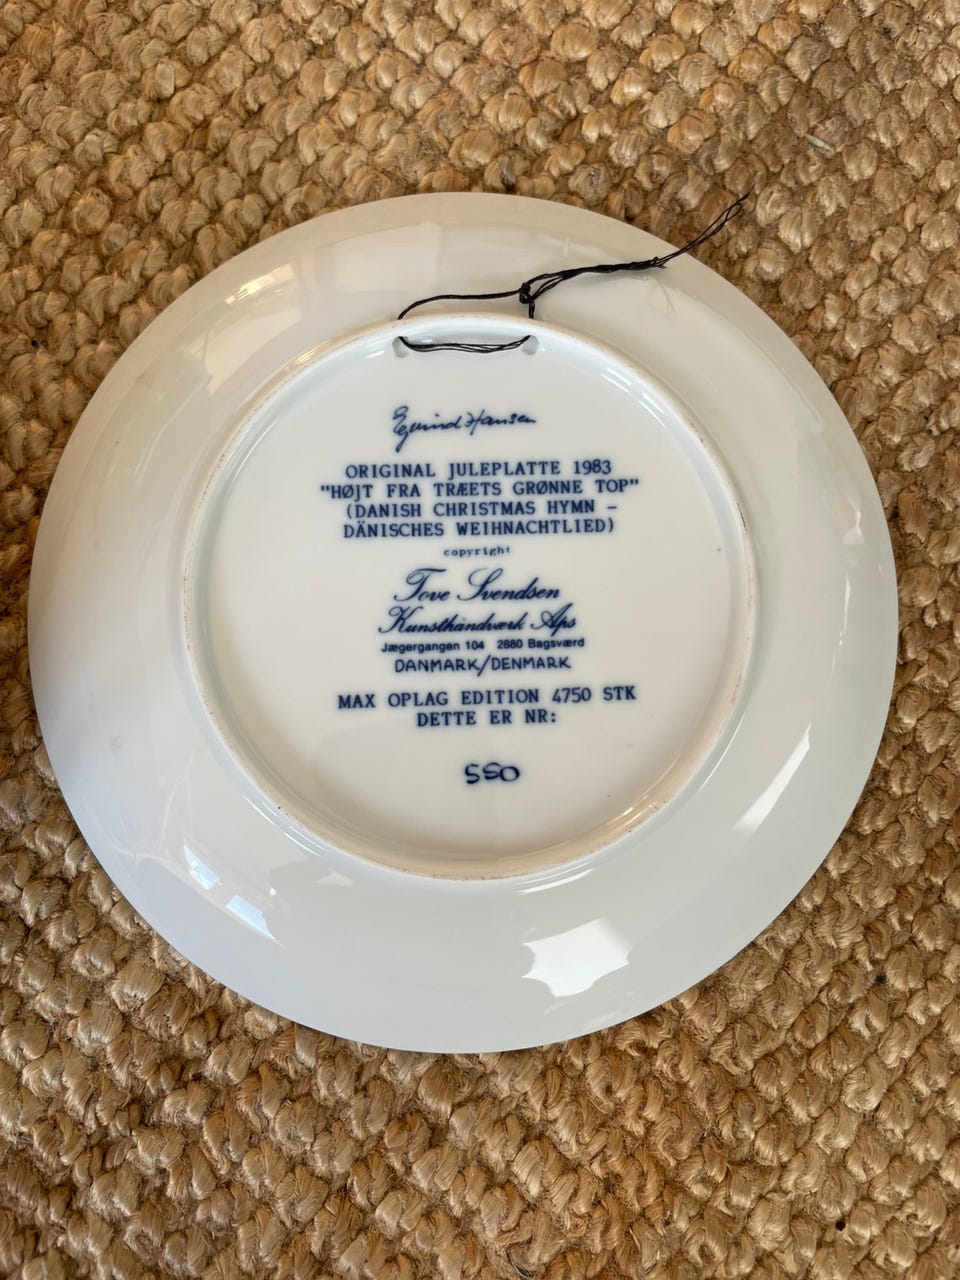 Egvind Hansen
ORIGINAL JULEPLATTE 1983
"HØJT FRA TRÆETS GRØNNE TOP"
(DANISH CHRISTMAS HYMN -
DÄNISCHES WEIHNACHTLIED)
copyright
Tove Svendsen
Kunsthåndværk Aps
Jægergangen 104 2880 Bagsværd
DANMARK/DENMARK
MAX OPLAG EDITION 4750 STK
DETTE ER NR:
550